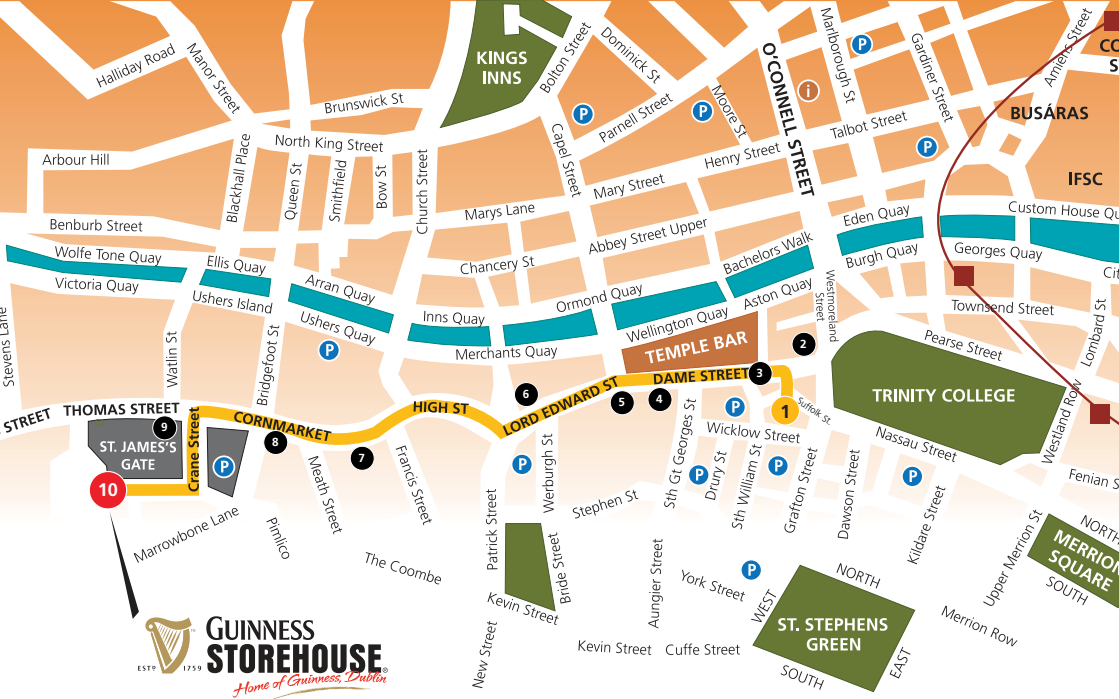 Halliday Road
Manor Street
KINGS
INNS
Bolton Street
Dominick St
O'CONNELL STREET
Marlborough St
P
Gardiner Street
Amiens Street
CO
S
Brunswick St
P
Parnell Street
P
Moore St
i
Talbot Street
BUSÁRAS
Arbour Hill
Blackhall Place
North King Street
Queen St
Smithfield
Bow St
Church Street
Capel Street
Mary Street
Henry Street
P
IFSC
Benburb Street
Marys Lane
Abbey Street Upper
Eden Quay
Custom House Qu
Wolfe Tone Quay
Ellis Quay
Chancery St
Bachelors Walk
Burgh Quay
Georges Quay
Cit
Victoria Quay
Arran Quay
Ushers Island
Ormond Quay
Aston Quay
Westmoreland
Street
Townsend Street
Lombard St
Stevens Lane
Watlin St
Bridgefoot St
Ushers Quay
P
Inns Quay
Merchants Quay
Wellington Quay
TEMPLE BAR
2
Pearse Street
STREET
THOMAS STREET
9
ST. JAMES'S
GATE
10
Crane Street
P
CORNMARKET
8
7
HIGH ST
6
LORD EDWARD ST
5
4
DAME STREET
3
1
Suffolk St.
TRINITY COLLEGE
Westland Row
P
Wicklow Street
Nassau Street
Marrowbone Lane
Pimlico
Meath Street
Francis Street
The Coombe
Patrick Street
P
Werburgh St
Bride Street
Stephen St
Sth Gt Georges St
P
Drury St
Sth William St
P
Grafton Street
Dawson Street
P
Kildare Street
Fenian S
Upper Merrion St
NORTH
MERRION
SQUARE
SOUTH
Kevin Street
New Street
Aungier Street
York Street
P
Kevin Street
Cuffe Street
WEST
NORTH
ST. STEPHENS
GREEN
EAST
SOUTH
Merrion Row
ESTD 1759
GUINNESS
STOREHOUSE®
Home of Guinness, Dublin